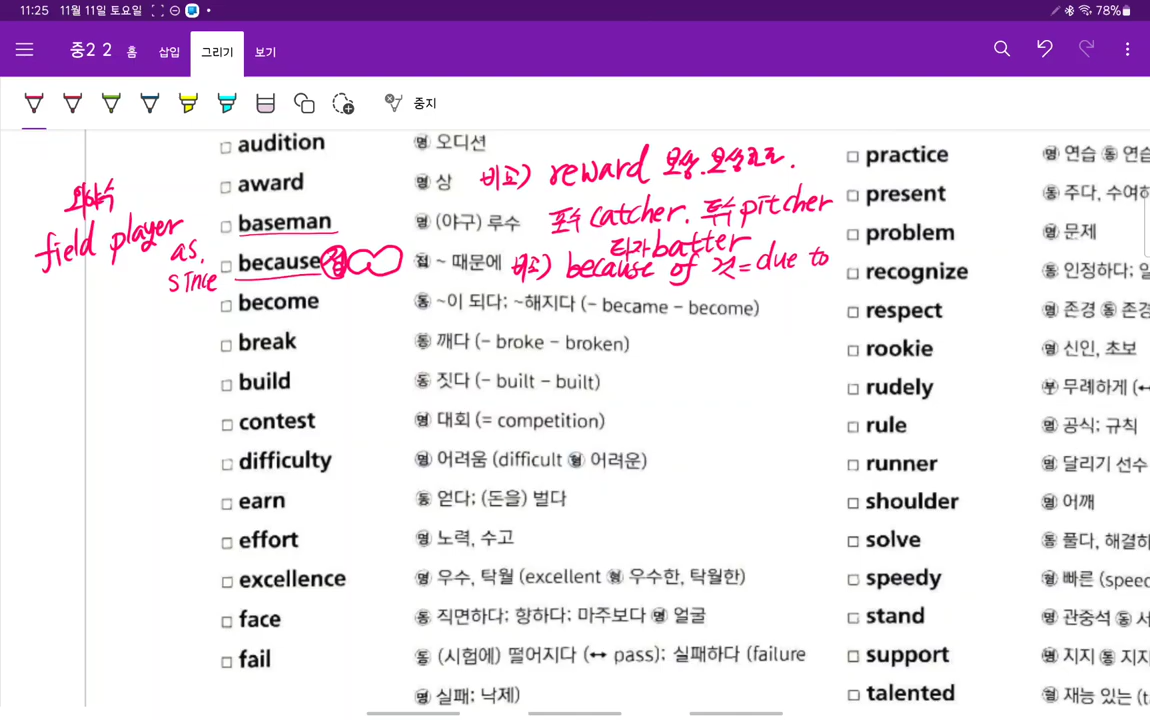 11:25 11월 11일 토요일 78%
중2 2 홈 삽입 그리기 보기
중지
audition 명 오디션
award 명 상 비교) reward 보상.
외야수
field player
baseman 명 (야구) 루수 포수 catcher. 투수 pitcher
타자 batter
as,
since
because 접 접 ~ 때문에 비교) because of 것 = due to
become 동 ~이 되다; ~해지다 (– became – become)
break 동 깨다 (– broke – broken)
build 동 짓다 (– built – built)
contest 명 대회 (= competition)
difficulty 명 어려움 (difficult 형 어려운)
earn 동 얻다; (돈을) 벌다
effort 명 노력, 수고
excellence 명 우수, 탁월 (excellent 형 우수한, 탁월한)
face 동 직면하다; 향하다; 마주보다 명 얼굴
fail 동 (시험에) 떨어지다 (↔ pass); 실패하다 (failure
명 실패; 낙제)
practice 명 연습 동 연습
present 동 주다, 수여하
problem 명 문제
recognize 동 인정하다;
respect 명 존경 동 존경
rookie 명 신인, 초보
rudely 부 무례하게 (↔
rule 명 공식; 규칙
runner 명 달리기 선수
shoulder 명 어깨
solve 동 풀다, 해결하
speedy 형 빠른 (speed
stand 명 관중석 동 서
support 명 지지 동 지지
talented 형 재능 있는 (t